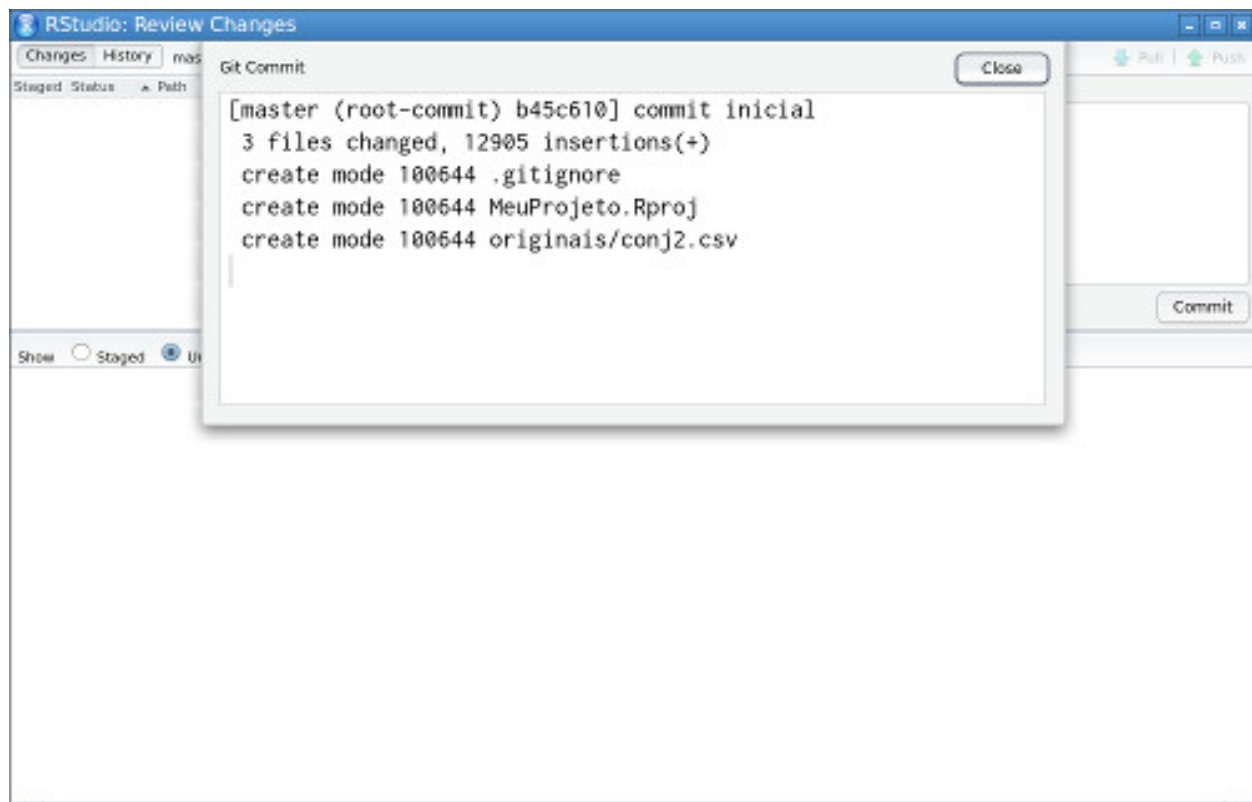 RStudio: Review Changes
Changes History mas
Pull Push
Staged Status Path
Git Commit
Close
[master (root-commit) b45c610] commit inicial
3 files changed, 12905 insertions(+)
create mode 100644 .gitignore
create mode 100644 MeuProjeto.Rproj
create mode 100644 originais/conj2.csv
Commit
Show Staged